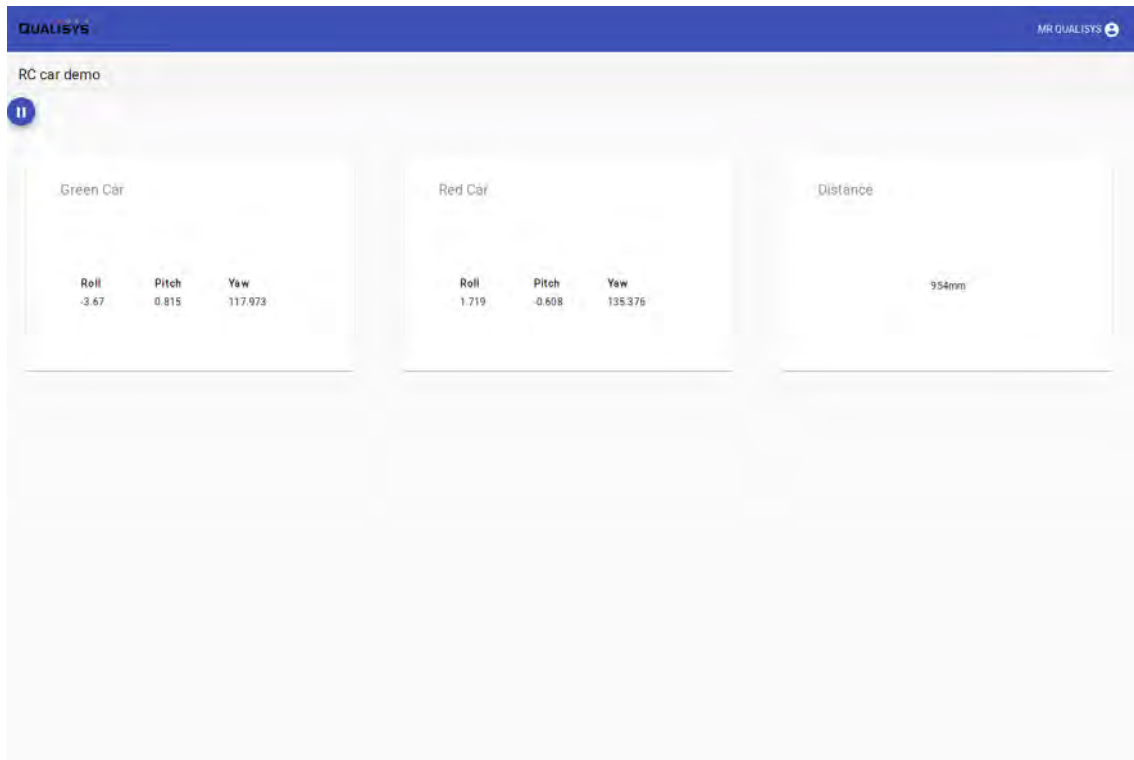 QUALISYS
MR QUALISYS
RC car demo
Green Car
Roll Pitch Yaw
-3.67 0.815 117.973
Red Car
Roll Pitch Yaw
1.719 -0.608 135.376
Distance
954mm